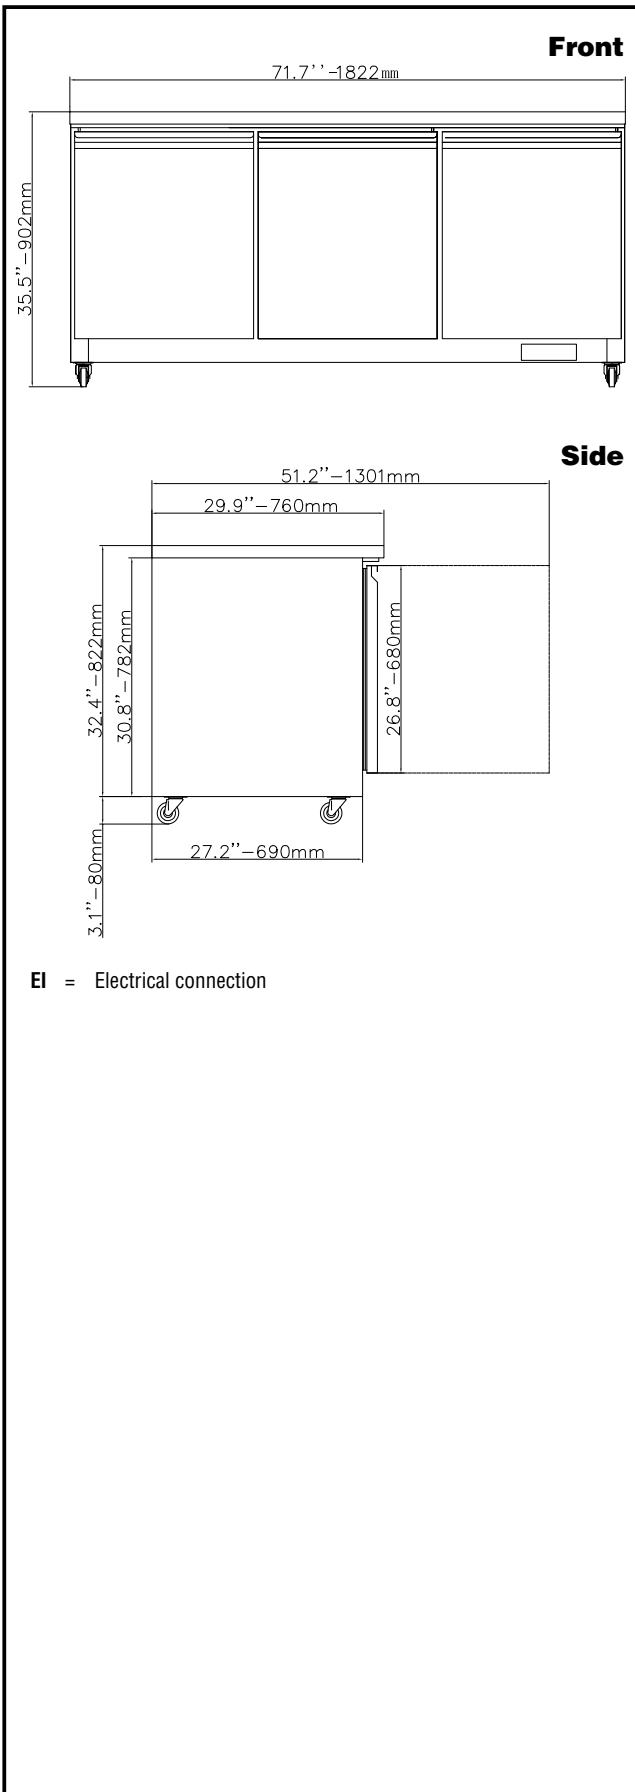 Front
71.7''-1822mm
35.5''-902mm
Side
51.2''-1301mm
29.9''-760mm
32.4''-822mm
30.8''-782mm
26.8''-680mm
27.2''-690mm
3.1''-80mm
EI = Electrical connection